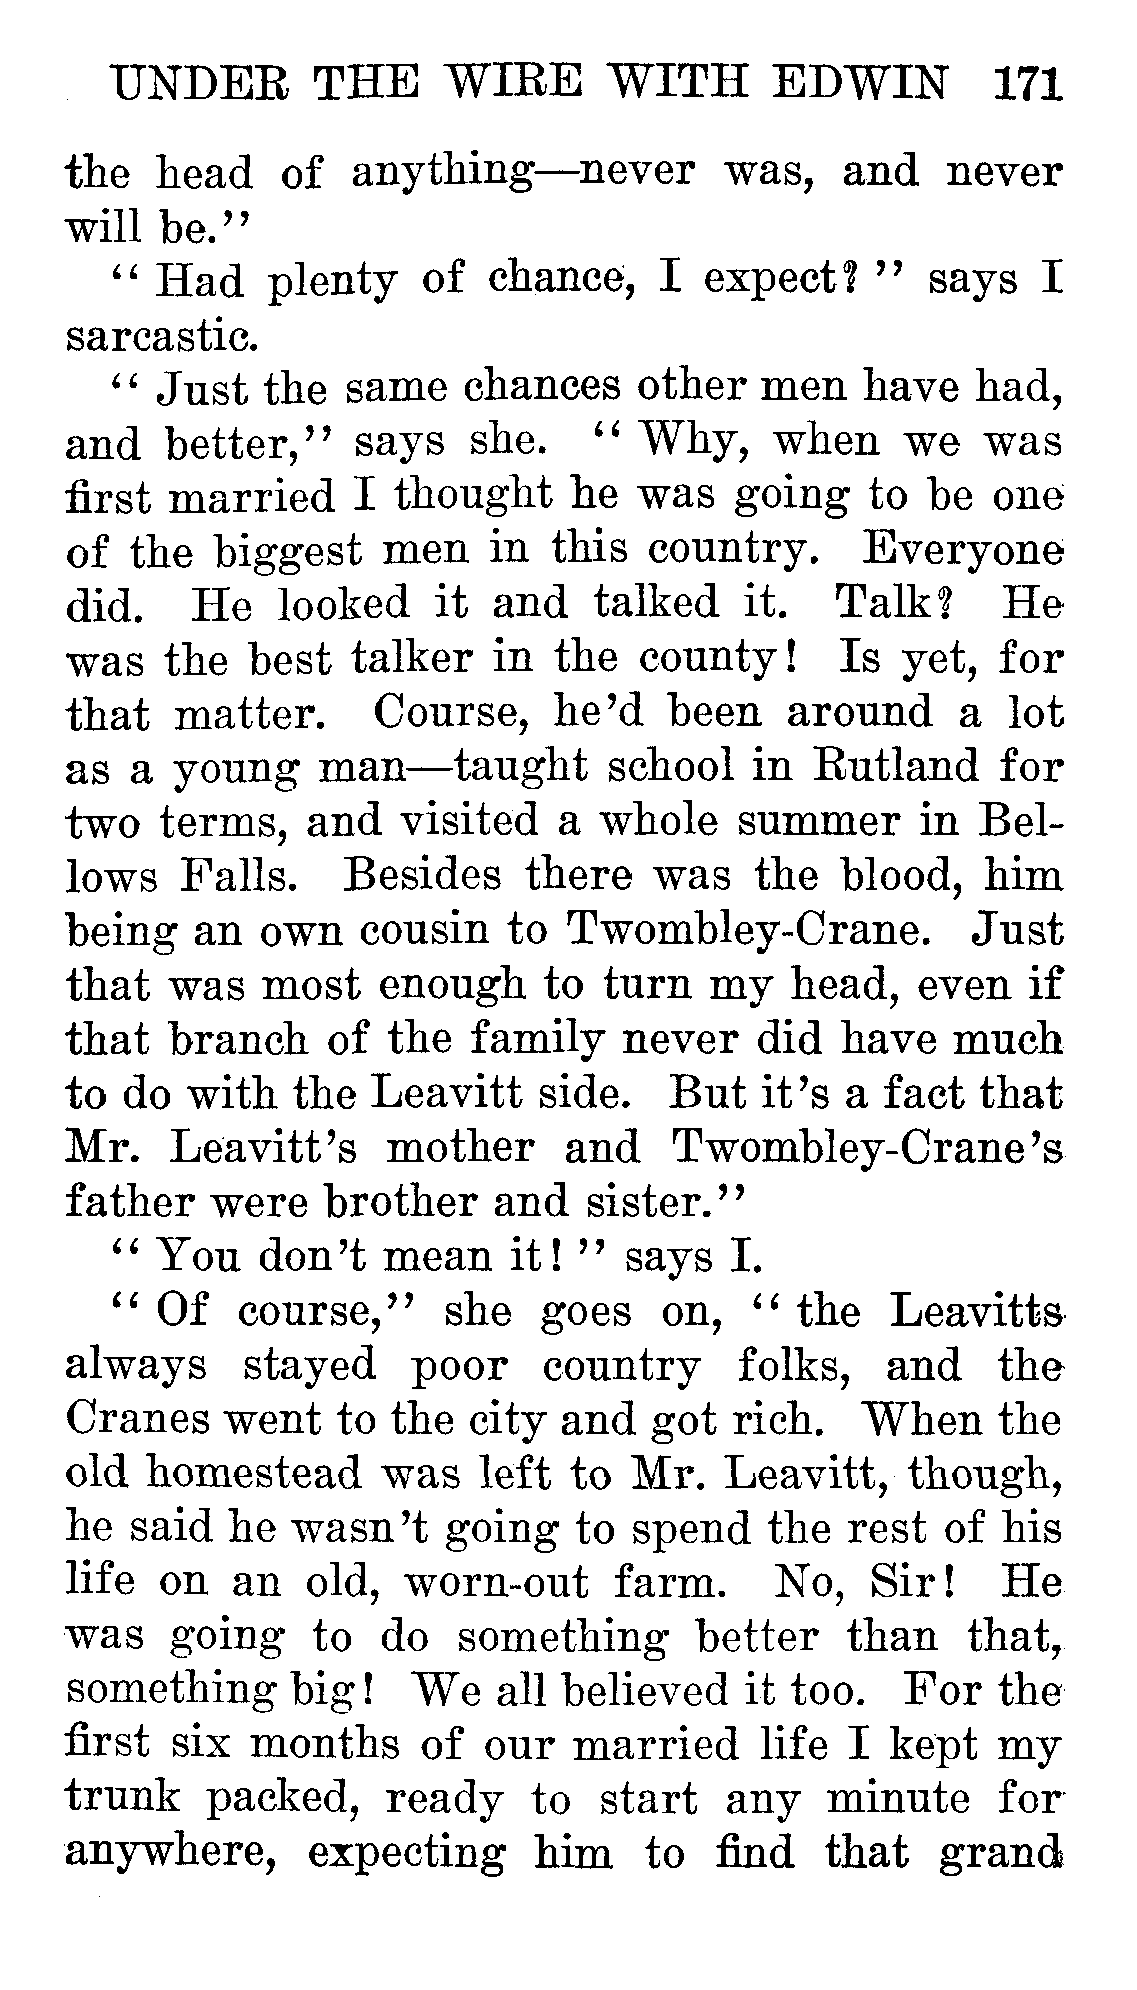 UNDER THE WIRE WITH EDWIN 171
the head of anything—never was, and never
will be."
" Had plenty of chance, I expect? " says I
sarcastic.
" Just the same chances other men have had,
and better," says she. " Why, when we was
first married I thought he was going to be one
of the biggest men in this country. Everyone
did. He looked it and talked it. Talk? He
was the best talker in the county! Is yet, for
that matter. Course, he'd been around a lot
as a young man—taught school in Rutland for
two terms, and visited a whole summer in Bel-
lows Falls. Besides there was the blood, him
being an own cousin to Twombley-Crane. Just
that was most enough to turn my head, even if
that branch of the family never did have much
to do with the Leavitt side. But it's a fact that
Mr. Leavitt's mother and Twombley-Crane's
father were brother and sister."
" You don't mean it! " says I.
" Of course," she goes on, " the Leavitts
always stayed poor country folks, and the
Cranes went to the city and got rich. When the
old homestead was left to Mr. Leavitt, though,
he said he wasn't going to spend the rest of his
life on an old, worn-out farm. No, Sir! He
was going to do something better than that,
something big! We all believed it too. For the
first six months of our married life I kept my
trunk packed, ready to start any minute for
anywhere, expecting him to find that grand